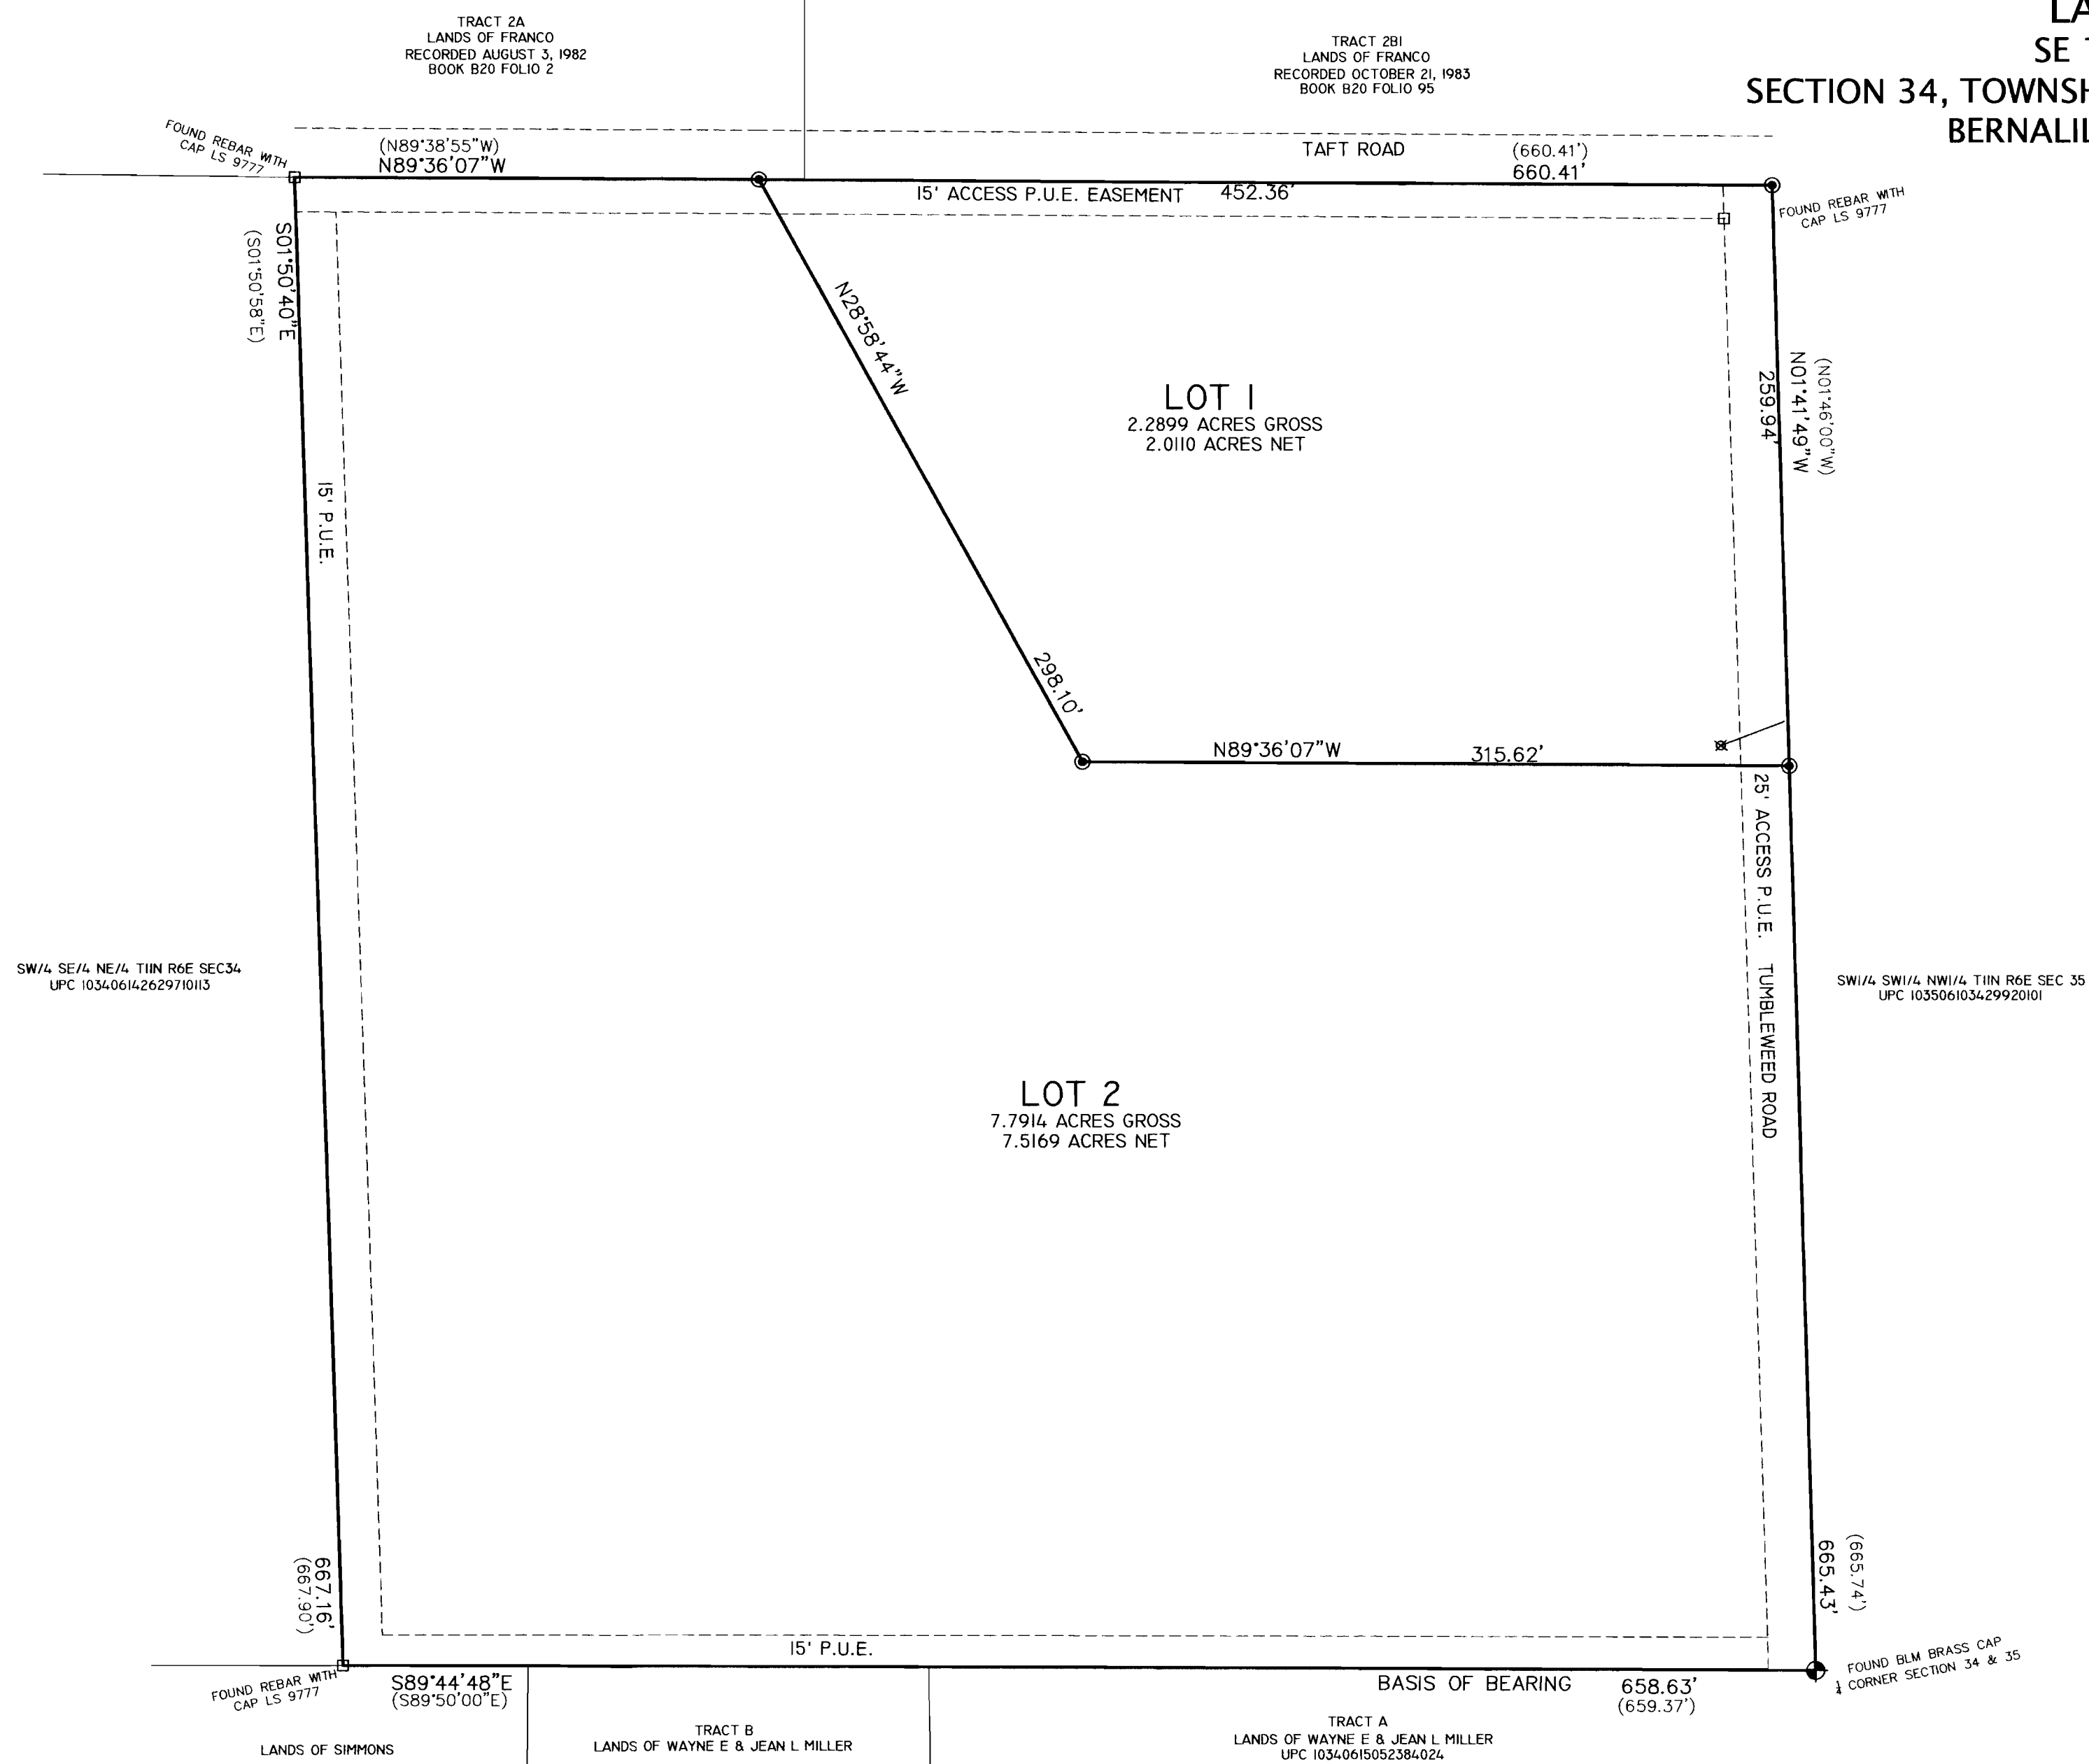 LA
SE
SECTION 34, TOWNSH
BERNALIL
TRACT 2A
LANDS OF FRANCO
RECORDED AUGUST 3, 1982
BOOK B20 FOLIO 2
TRACT 2B1
LANDS OF FRANCO
RECORDED OCTOBER 21, 1983
BOOK B20 FOLIO 95
FOUND REBAR WITH
CAP LS 9777
(N89°38'55"W)
N89°36'07"W
TAFT ROAD
(660.41')
660.41'
15' ACCESS P.U.E. EASEMENT 452.36'
FOUND REBAR WITH
CAP LS 9777
S01°50'40"E
(S01°50'58"E)
N28°58'44"W
298.10'
LOT 1
2.2899 ACRES GROSS
2.0110 ACRES NET
259.94'
N01°41'49"W
(N01°46'00"W)
15' P.U.E.
N89°36'07"W 315.62'
25' ACCESS P.U.E. TUMBLEWEED ROAD
SW/4 SE/4 NE/4 T11N R6E SEC34
UPC 103406142629710113
SW1/4 SW1/4 NW1/4 T11N R6E SEC 35
UPC 103506103429920101
LOT 2
7.7914 ACRES GROSS
7.5169 ACRES NET
667.16'
(667.90')
(665.74')
665.43'
15' P.U.E.
FOUND REBAR WITH
CAP LS 9777
S89°44'48"E
(S89°50'00"E)
BASIS OF BEARING 658.63'
(659.37')
FOUND BLM BRASS CAP
¼ CORNER SECTION 34 & 35
LANDS OF SIMMONS
TRACT B
LANDS OF WAYNE E & JEAN L MILLER
TRACT A
LANDS OF WAYNE E & JEAN L MILLER
UPC 10340615052384024